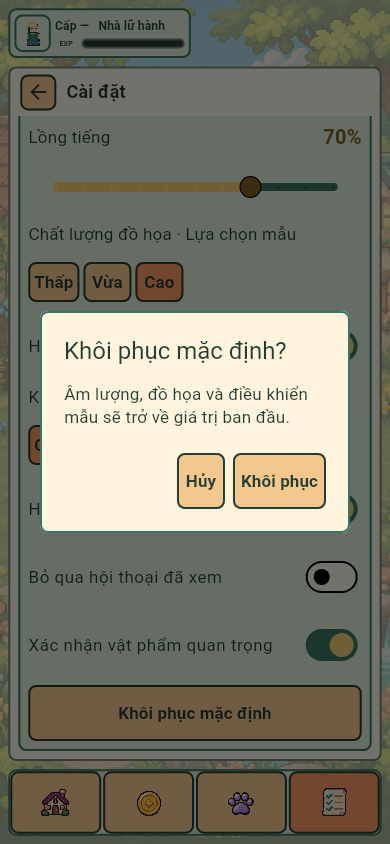 Cấp — Nhà lữ hành
EXP
Cài đặt
Lồng tiếng 70%
Chất lượng đồ họa · Lựa chọn mẫu
Thấp Vừa Cao
Khôi phục mặc định?
Âm lượng, đồ họa và điều khiển
mẫu sẽ trở về giá trị ban đầu.
Hủy Khôi phục
Bỏ qua hội thoại đã xem
Xác nhận vật phẩm quan trọng
Khôi phục mặc định